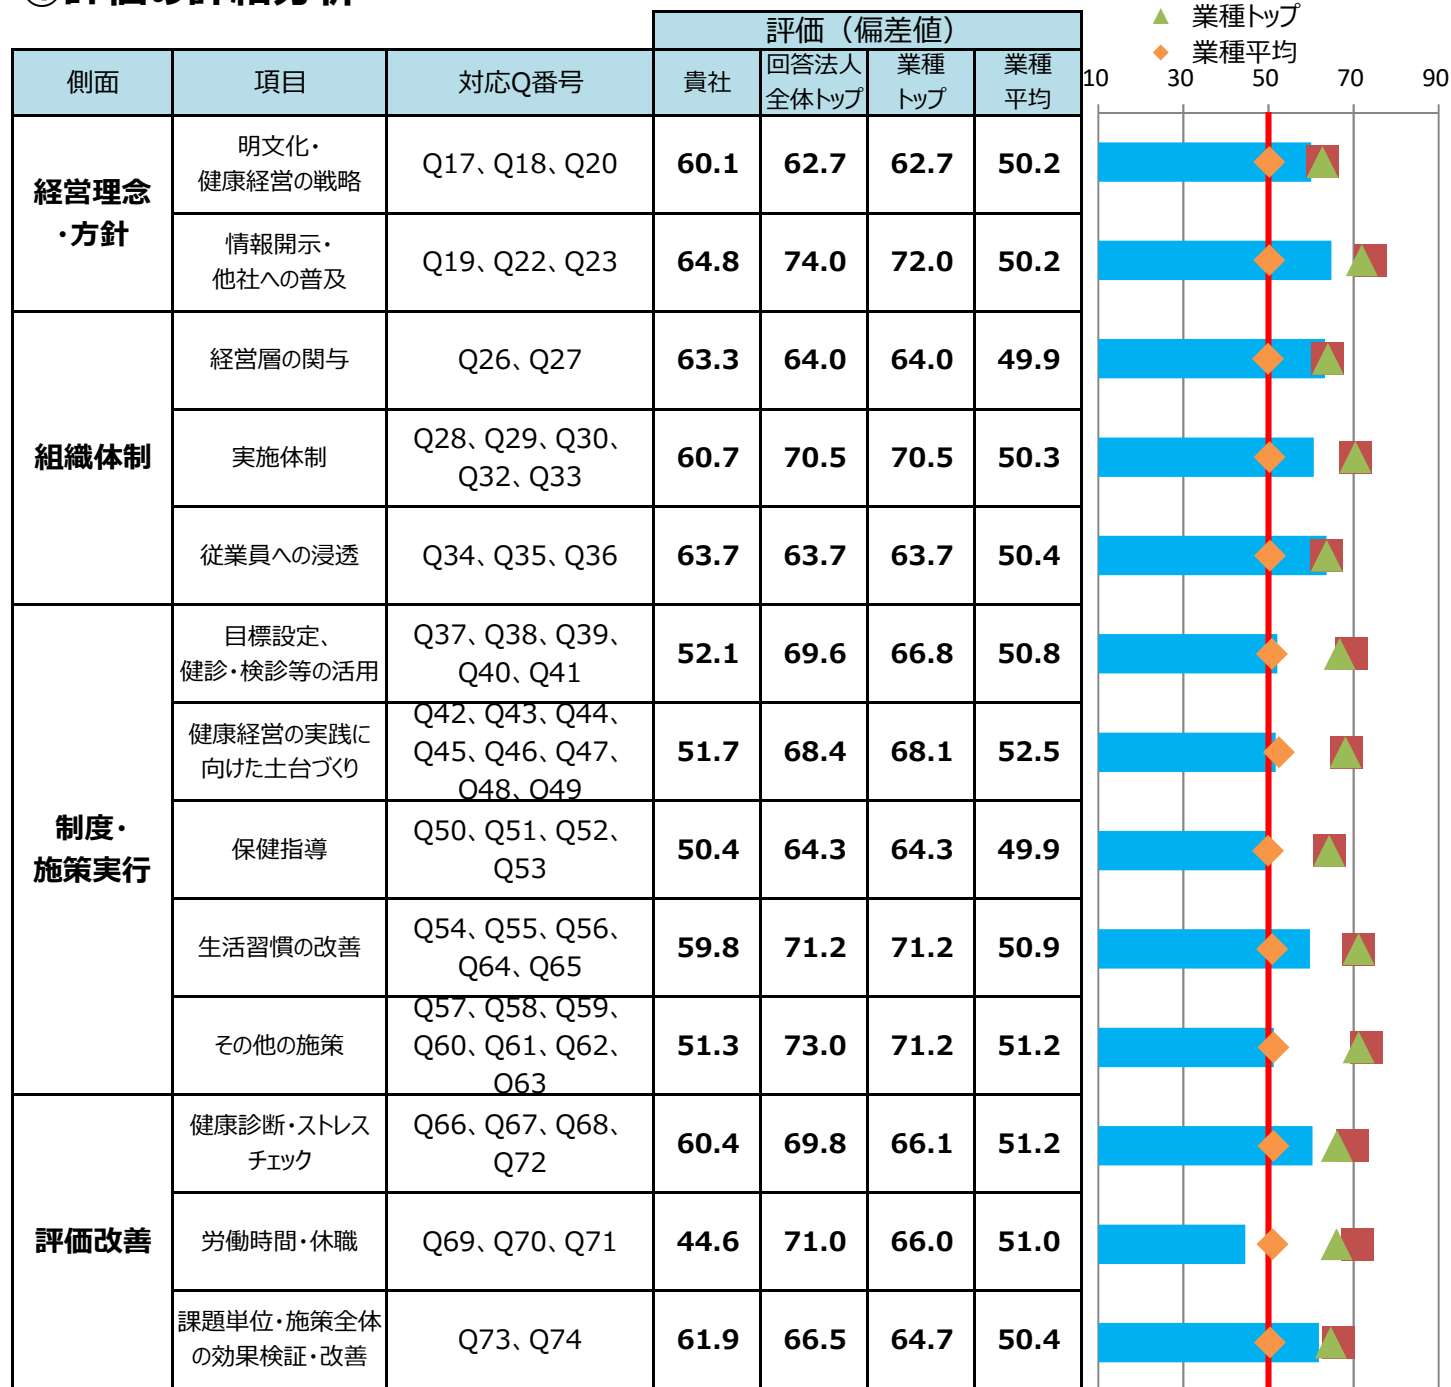 ▲ 業種トップ
◆ 業種平均
評価（偏差値）
側面 項目 対応Q番号 貴社 回答法人 業種 業種
全体トップ トップ 平均
10 30 50 70 90
経営理念
・方針
明文化・
健康経営の戦略
Q17、Q18、Q20 60.1 62.7 62.7 50.2
情報開示・
他社への普及
Q19、Q22、Q23 64.8 74.0 72.0 50.2
組織体制
経営層の関与 Q26、Q27 63.3 64.0 64.0 49.9
実施体制
Q28、Q29、Q30、
Q32、Q33
60.7 70.5 70.5 50.3
従業員への浸透 Q34、Q35、Q36 63.7 63.7 63.7 50.4
制度・
施策実行
目標設定、
健診・検診等の活用
Q37、Q38、Q39、
Q40、Q41
52.1 69.6 66.8 50.8
健康経営の実践に
向けた土台づくり
Q42、Q43、Q44、
Q45、Q46、Q47、
Q48、Q49
51.7 68.4 68.1 52.5
保健指導
Q50、Q51、Q52、
Q53
50.4 64.3 64.3 49.9
生活習慣の改善
Q54、Q55、Q56、
Q64、Q65
59.8 71.2 71.2 50.9
その他の施策
Q57、Q58、Q59、
Q60、Q61、Q62、
Q63
51.3 73.0 71.2 51.2
評価改善
健康診断・ストレス
チェック
Q66、Q67、Q68、
Q72
60.4 69.8 66.1 51.2
労働時間・休職 Q69、Q70、Q71 44.6 71.0 66.0 51.0
課題単位・施策全体
の効果検証・改善
Q73、Q74 61.9 66.5 64.7 50.4